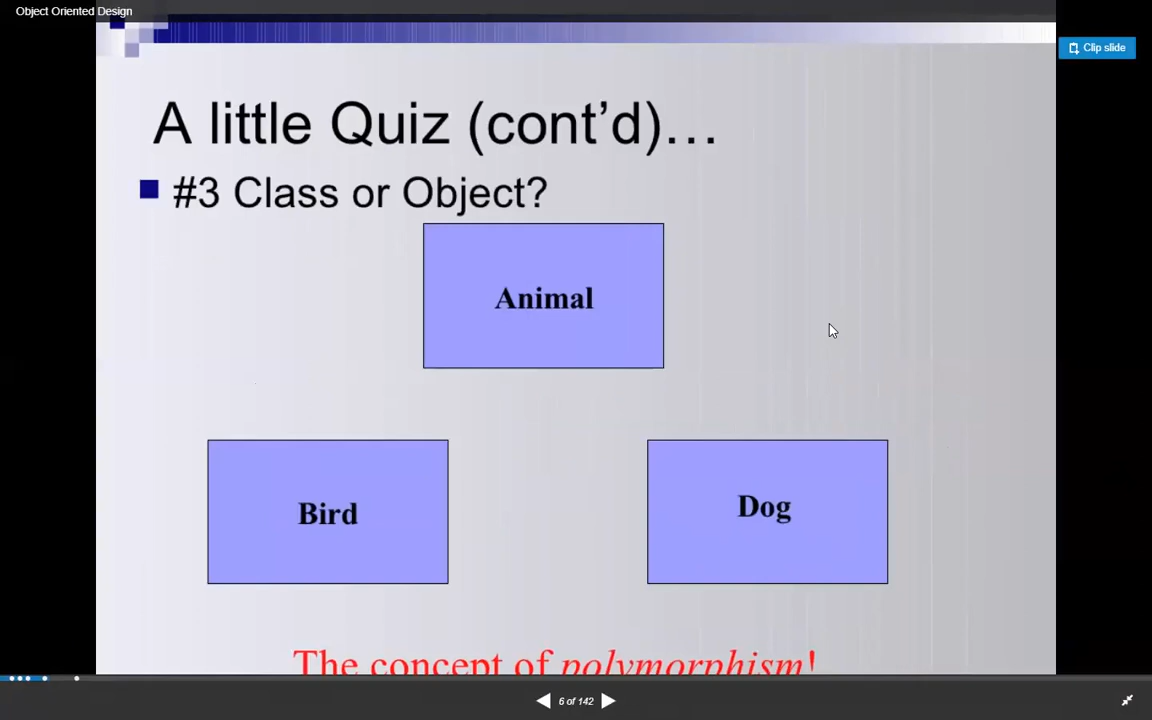 Object Oriented Design
Clip slide
A little Quiz (cont’d)…
#3 Class or Object?
Animal
Bird
Dog
The concept of polymorphism!
6 of 142